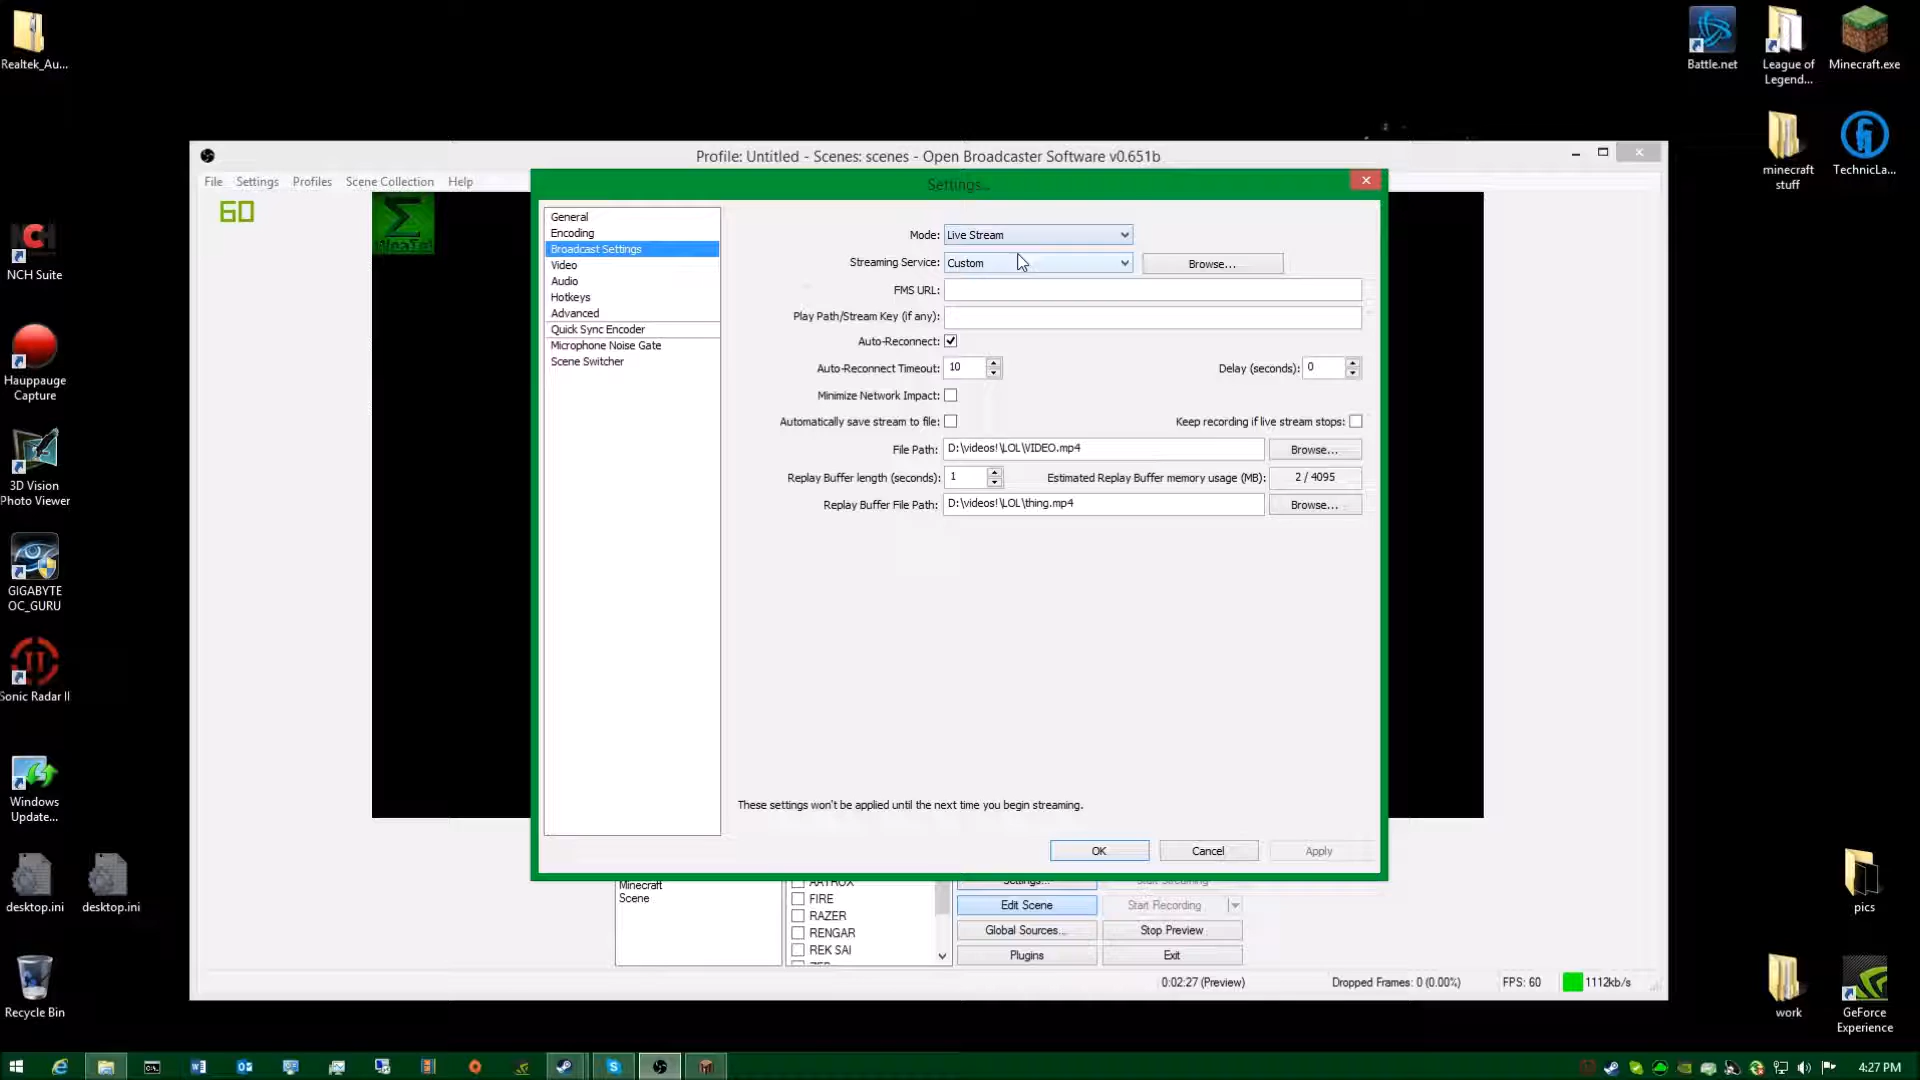 Realtek_Au...
Battle.net
League of
Legend...
Minecraft.exe
minecraft
stuff
TechnicLa...
Profile: Untitled - Scenes: scenes - Open Broadcaster Software v0.651b
File Settings Profiles Scene Collection Help
60
Settings...
General
Encoding
Broadcast Settings
Video
Audio
Hotkeys
Advanced
Quick Sync Encoder
Microphone Noise Gate
Scene Switcher
Mode: Live Stream
Streaming Service: Custom Browse...
FMS URL:
Play Path/Stream Key (if any):
Auto-Reconnect:
Auto-Reconnect Timeout: 10 Delay (seconds): 0
Minimize Network Impact:
Automatically save stream to file: Keep recording if live stream stops:
File Path: D:\videos!\LOL\VIDEO.mp4 Browse...
Replay Buffer length (seconds): 1 Estimated Replay Buffer memory usage (MB): 2 / 4095
Replay Buffer File Path: D:\videos!\LOL\thing.mp4 Browse...
These settings won't be applied until the next time you begin streaming.
OK Cancel Apply
NCH Suite
Hauppauge
Capture
3D Vision
Photo Viewer
GIGABYTE
OC_GURU
Sonic Radar II
Windows
Update...
desktop.ini desktop.ini
Recycle Bin
Minecraft
Scene
AATROX
FIRE
RAZER
RENGAR
REK SAI
Settings... Start Streaming
Edit Scene Start Recording
Global Sources... Stop Preview
Plugins Exit
0:02:27 (Preview) Dropped Frames: 0 (0.00%) FPS: 60 1112kb/s
pics
work
GeForce
Experience
4:27 PM